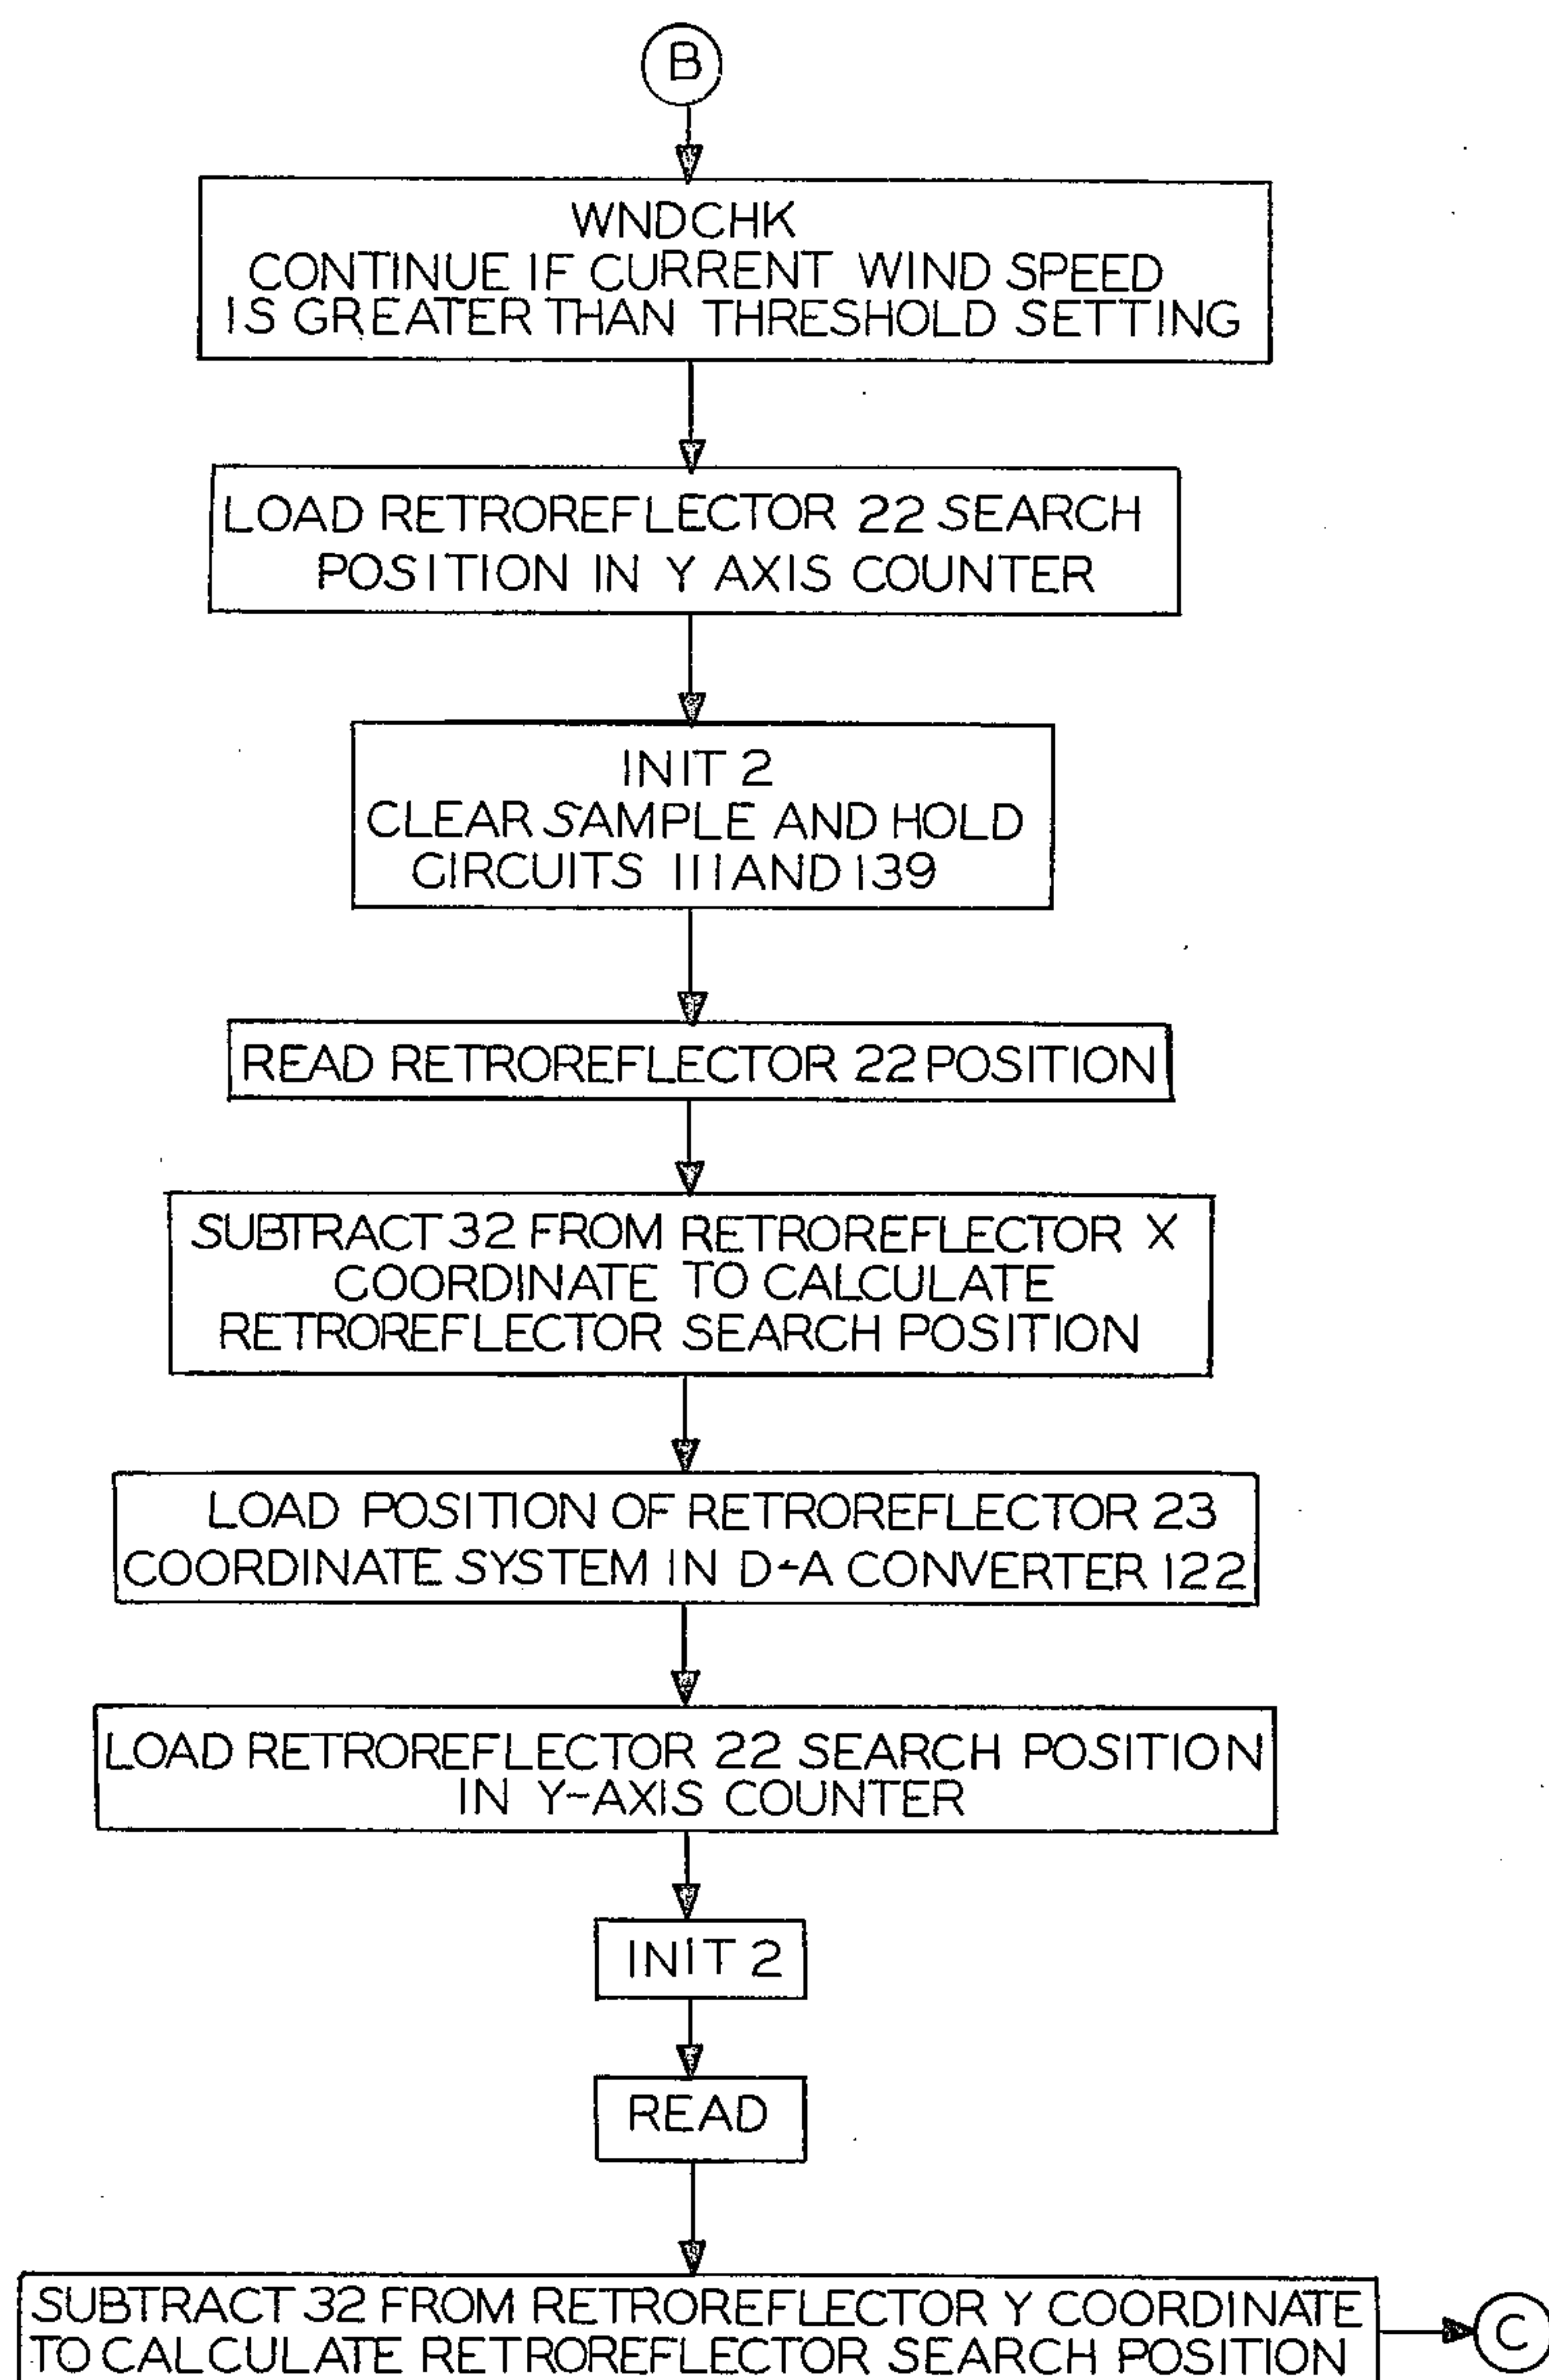 B
WNDCHK
CONTINUE IF CURRENT WIND SPEED
IS GREATER THAN THRESHOLD SETTING
LOAD RETROREFLECTOR 22 SEARCH
POSITION IN Y AXIS COUNTER
INIT 2
CLEAR SAMPLE AND HOLD
CIRCUITS 111 AND 139
READ RETROREFLECTOR 22 POSITION
SUBTRACT 32 FROM RETROREFLECTOR X
COORDINATE TO CALCULATE
RETROREFLECTOR SEARCH POSITION
LOAD POSITION OF RETROREFLECTOR 23
COORDINATE SYSTEM IN D-A CONVERTER 122
LOAD RETROREFLECTOR 22 SEARCH POSITION
IN Y-AXIS COUNTER
INIT 2
READ
SUBTRACT 32 FROM RETROREFLECTOR Y COORDINATE
TO CALCULATE RETROREFLECTOR SEARCH POSITION
C